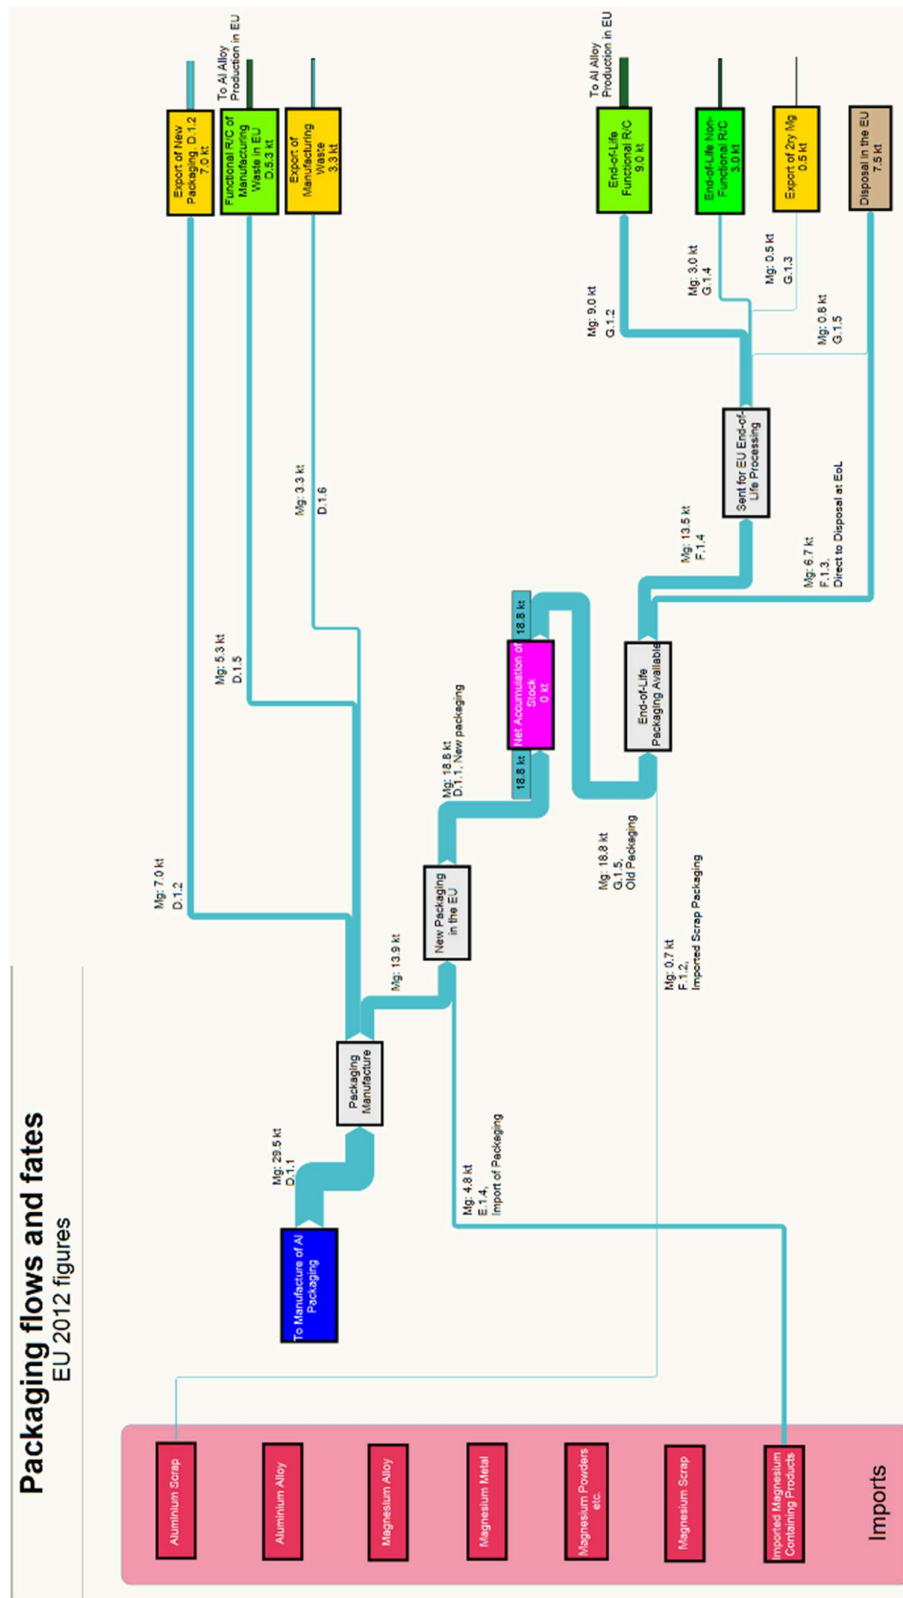 Packaging flows and fates
EU 2012 figures
Aluminium Scrap
Aluminium Alloy
Magnesium Alloy
Magnesium Metal
Magnesium Powders
etc.
Magnesium Scrap
Imported Magnesium
Containing Products
Imports
To Manufacture of Al
Packaging
Mg: 29.5 kt
D.1.1
Packaging
Manufacture
Mg: 4.8 kt
E.1.4,
Import of Packaging
Mg: 13.9 kt
New Packaging
in the EU
Mg: 7.0 kt
D.1.2
Mg: 0.7 kt
F.1.2,
Imported Scrap Packaging
Mg: 18.8 kt
D.1.1, New packaging
18.8 kt
Net Accumulation of
Stock
0 kt
18.8 kt
Mg: 18.8 kt
G.1.5,
Old Packaging
End-of-Life
Packaging Available
Mg: 5.3 kt
D.1.5
Mg: 3.3 kt
D.1.6
Mg: 13.5 kt
F.1.4
Mg: 6.7 kt
F.1.3,
Direct to Disposal at EoL
Sent for EU End-of-
Life Processing
Mg: 9.0 kt
G.1.2
Mg: 3.0 kt
G.1.4
Mg: 0.5 kt
G.1.3
Mg: 0.8 kt
G.1.5
Export of New
Packaging, D.1.2
7.0 kt
Functional R/C of
Manufacturing
Waste in EU
D.5.3 kt
Export of
Manufacturing
Waste
3.3 kt
End-of-Life
Functional R/C
9.0 kt
End-of-Life Non-
Functional R/C
3.0 kt
Export of 2ry Mg
0.5 kt
Disposal in the EU
7.5 kt
To Al Alloy
Production in EU
To Al Alloy
Production in EU